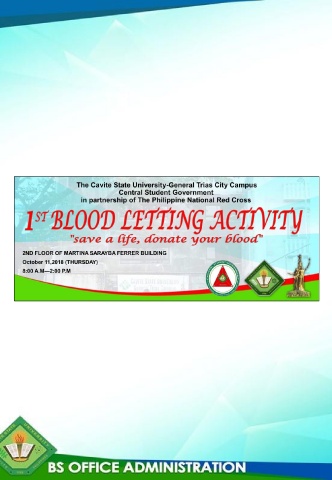 The Cavite State University-General Trias City Campus
Central Student Government
in partnership of The Philippine National Red Cross
1ST BLOOD LETTING ACTIVITY
"save a life, donate your blood"
2ND FLOOR OF MARTINA SARAYBA FERRER BUILDING
October 11,2018 (THURSDAY)
8:00 A.M—2:00 P.M
BS OFFICE ADMINISTRATION